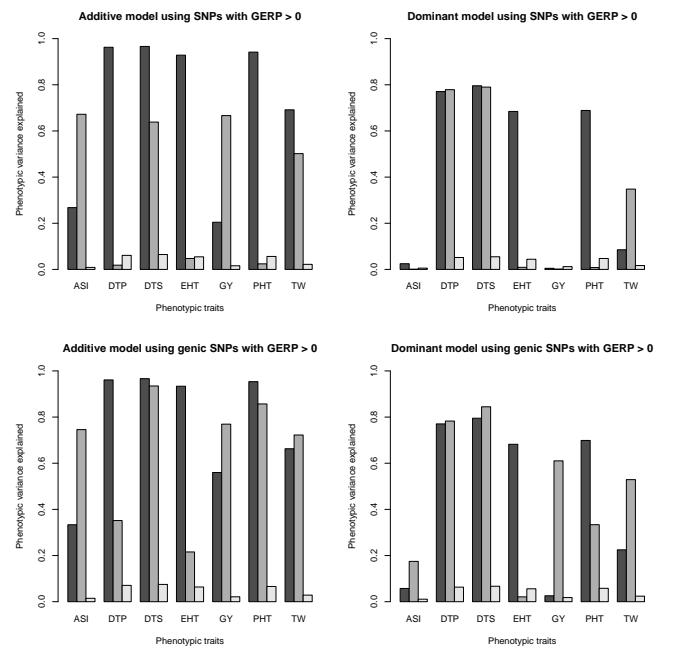 Additive model using SNPs with GERP > 0
Phenotypic variance explained
1.0
0.8
0.6
0.4
0.2
0.0
ASI DTP DTS EHT GY PHT TW
Phenotypic traits
Dominant model using SNPs with GERP > 0
Phenotypic variance explained
1.0
0.8
0.6
0.4
0.2
0.0
ASI DTP DTS EHT GY PHT TW
Phenotypic traits
Additive model using genic SNPs with GERP > 0
Phenotypic variance explained
1.0
0.8
0.6
0.4
0.2
0.0
ASI DTP DTS EHT GY PHT TW
Phenotypic traits
Dominant model using genic SNPs with GERP > 0
Phenotypic variance explained
1.0
0.8
0.6
0.4
0.2
0.0
ASI DTP DTS EHT GY PHT TW
Phenotypic traits